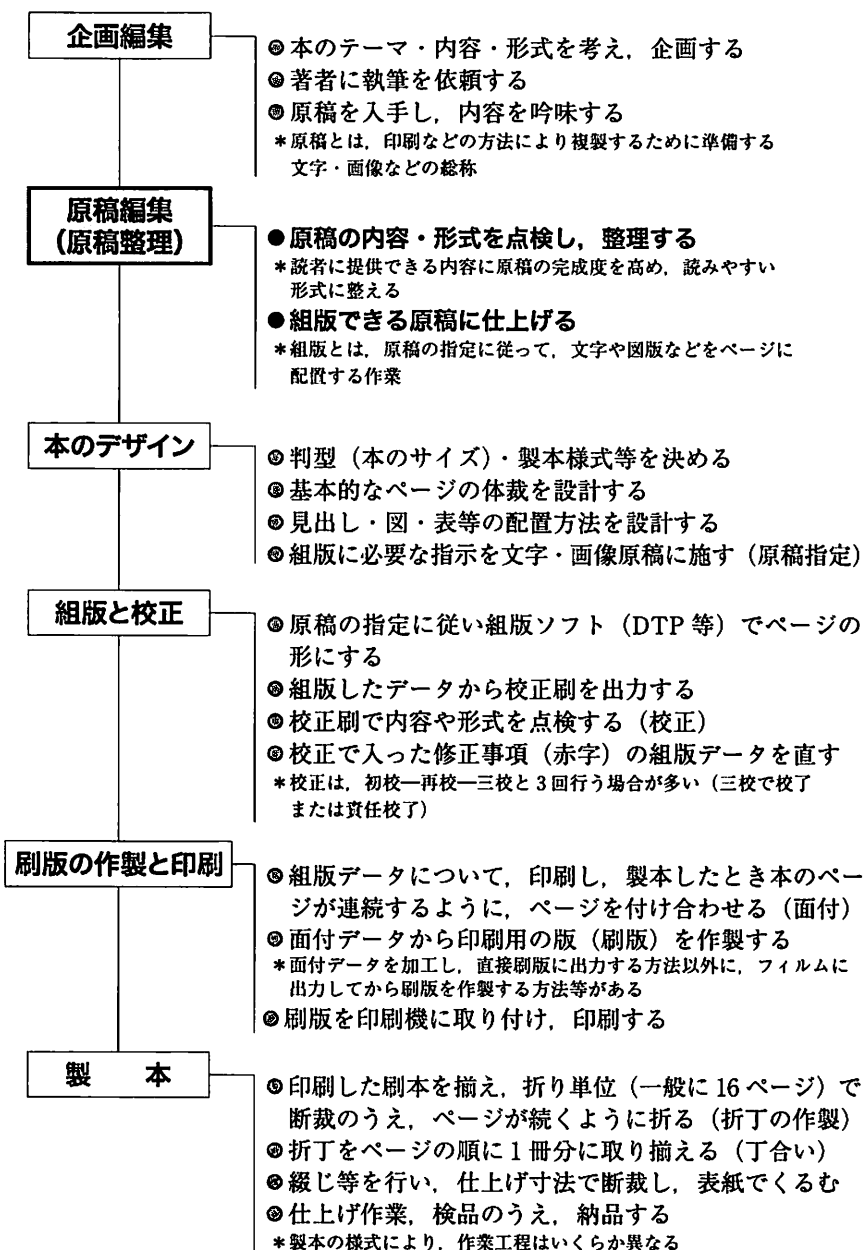 企画編集
◉本のテーマ・内容・形式を考え，企画する
◉著者に執筆を依頼する
◉原稿を入手し，内容を吟味する
＊原稿とは，印刷などの方法により複製するために準備する
文字・画像などの総称
原稿編集
（原稿整理）
●原稿の内容・形式を点検し，整理する
＊読者に提供できる内容に原稿の完成度を高め，読みやすい
形式に整える
●組版できる原稿に仕上げる
＊組版とは，原稿の指定に従って，文字や図版などをページに
配置する作業
本のデザイン
◉判型（本のサイズ）・製本様式等を決める
◉基本的なページの体裁を設計する
◉見出し・図・表等の配置方法を設計する
◉組版に必要な指示を文字・画像原稿に施す（原稿指定）
組版と校正
◉原稿の指定に従い組版ソフト（DTP 等）でページの
形にする
◉組版したデータから校正刷を出力する
◉校正刷で内容や形式を点検する（校正）
◉校正で入った修正事項（赤字）の組版データを直す
＊校正は，初校―再校―三校と 3 回行う場合が多い（三校で校了
または責任校了）
刷版の作製と印刷
◉組版データについて，印刷し，製本したとき本のペー
ジが連続するように，ページを付け合わせる（面付）
◉面付データから印刷用の版（刷版）を作製する
＊面付データを加工し，直接刷版に出力する方法以外に，フィルムに
出力してから刷版を作製する方法等がある
◉刷版を印刷機に取り付け，印刷する
製　本
◉印刷した刷本を揃え，折り単位（一般に 16 ページ）で
断裁のうえ，ページが続くように折る（折丁の作製）
◉折丁をページの順に 1 冊分に取り揃える（丁合い）
◉綴じ等を行い，仕上げ寸法で断裁し，表紙でくるむ
◉仕上げ作業，検品のうえ，納品する
＊製本の様式により，作業工程はいくらか異なる